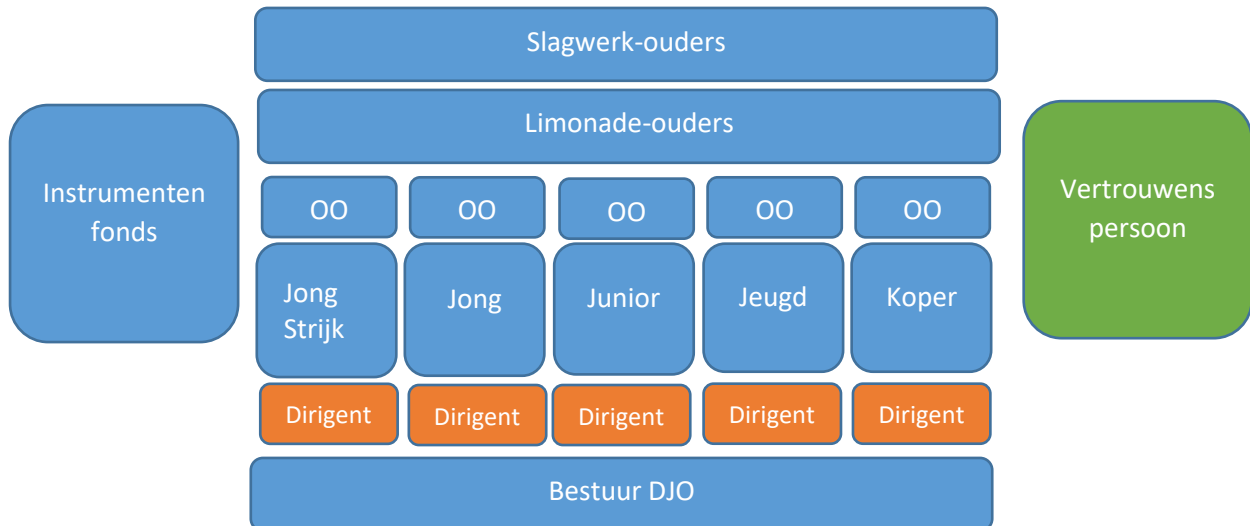 Slagwerk-ouders
Limonade-ouders
Instrumenten
fonds
Vertrouwens
persoon
OO
OO
OO
OO
OO
Jong
Strijk
Jong
Junior
Jeugd
Koper
Dirigent
Dirigent
Dirigent
Dirigent
Dirigent
Bestuur DJO